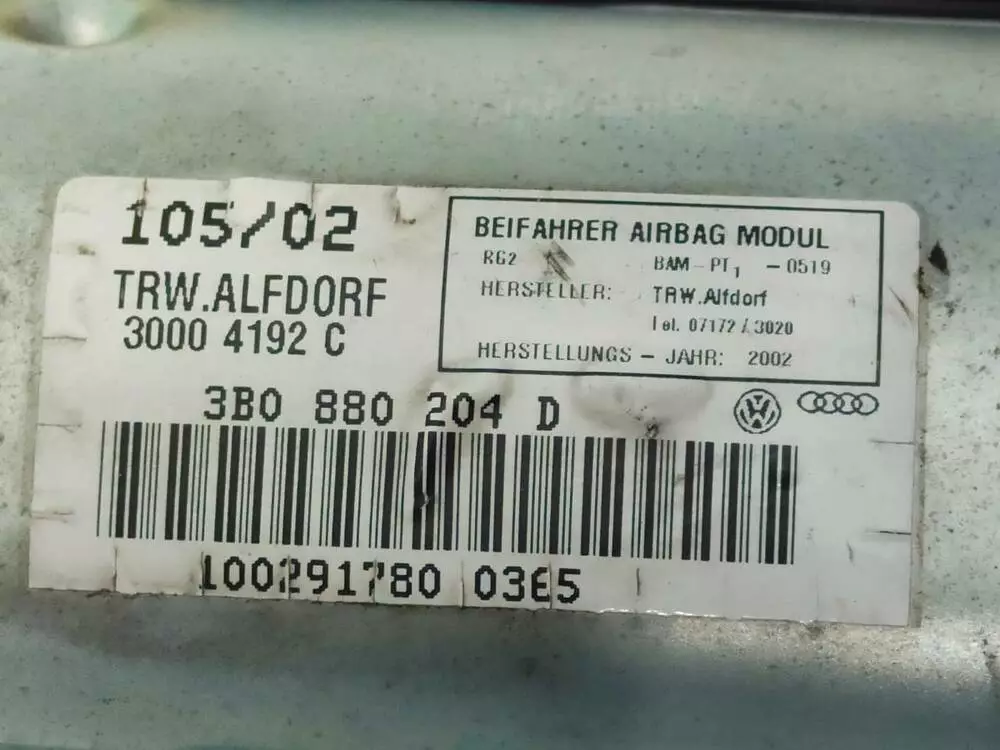 105/02
TRW.ALFDORF
3000 4192 C
BEIFAHRER AIRBAG MODUL
RG2 BAM-PT1 -0519
HERSTELLER: TRW.Alfdorf
Tel. 07172/3020
HERSTELLUNGS - JAHR: 2002
3B0 880 204 D
100291780 0365